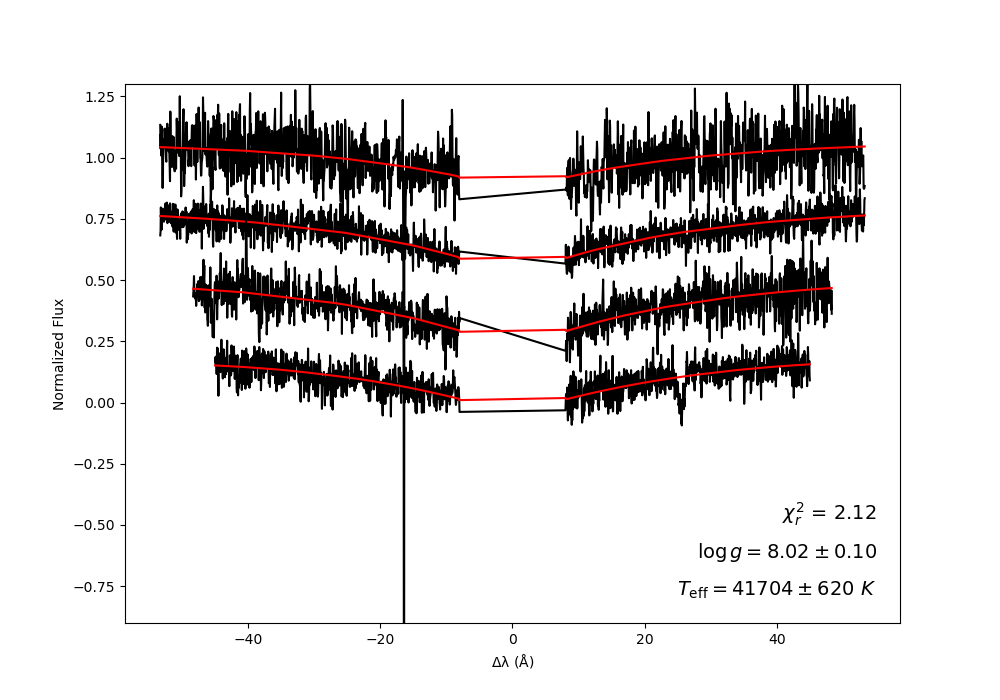 1.25
1.00
0.75
0.50
0.25
0.00
−0.25
−0.50
−0.75
Normalized Flux
χ²ᵣ = 2.12
log g = 8.02 ± 0.10
T_eff = 41704 ± 620 K
−40 −20 0 20 40
Δλ (Å)